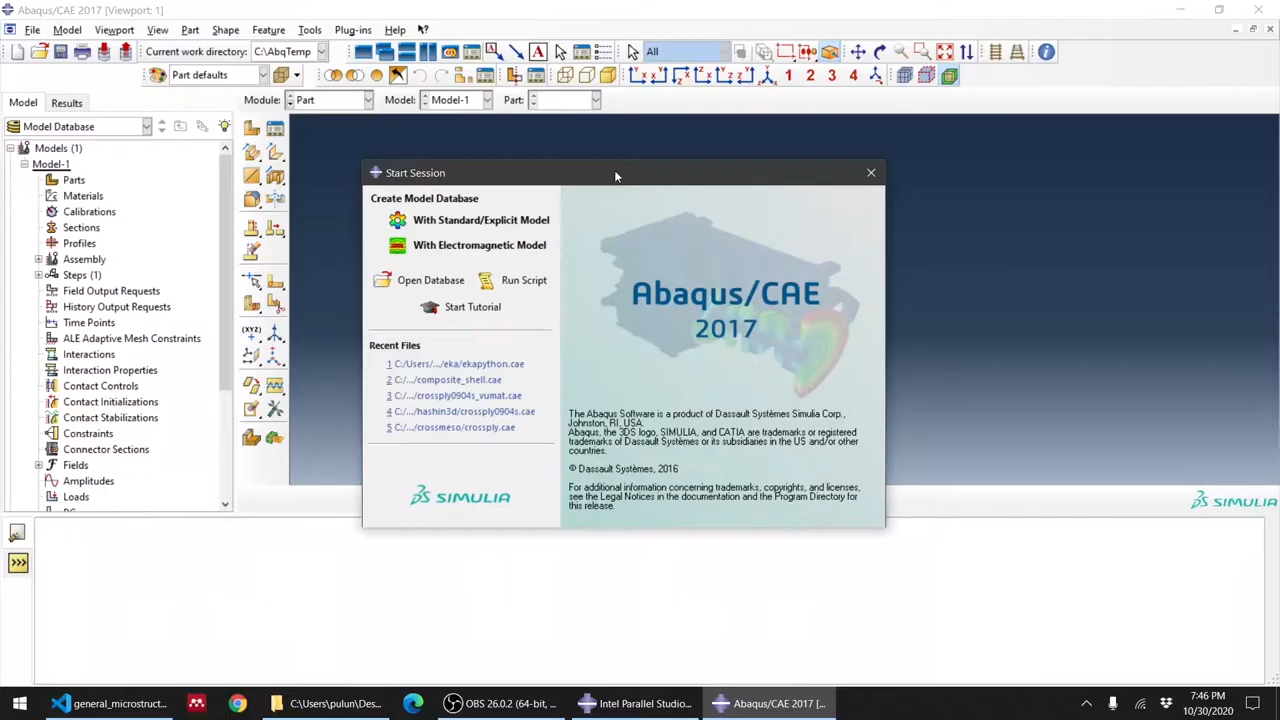 Abaqus/CAE 2017 [Viewport: 1]
File Model Viewport View Part Shape Feature Tools Plug-ins Help
Current work directory: C:\AbqTemp
All
Part defaults
1 2 3 4
Model Results
Module: Part Model: Model-1 Part:
Model Database
Models (1)
Model-1
Parts
Materials
Calibrations
Sections
Profiles
Assembly
Steps (1)
Field Output Requests
History Output Requests
Time Points
ALE Adaptive Mesh Constraints
Interactions
Interaction Properties
Contact Controls
Contact Initializations
Contact Stabilizations
Constraints
Connector Sections
Fields
Amplitudes
Loads
(XYZ)
Start Session
Create Model Database
With Standard/Explicit Model
With Electromagnetic Model
Open Database Run Script
Start Tutorial
Recent Files
1 C:/Users/.../eka/ekapython.cae
2 C:/.../composite_shell.cae
3 C:/.../crossply0904s_vumat.cae
4 C:/.../hashin3d/crossply0904s.cae
5 C:/.../crossmeso/crossply.cae
SIMULIA
Abaqus/CAE
2017
The Abaqus Software is a product of Dassault Systèmes Simulia Corp.,
Johnston, RI, USA.
Abaqus, the 3DS logo, SIMULIA, and CATIA are trademarks or registered
trademarks of Dassault Systèmes or its subsidiaries in the US and/or other
countries.
© Dassault Systèmes, 2016
For additional information concerning trademarks, copyrights, and licenses,
see the Legal Notices in the documentation and the Program Directory for
this release.
SIMULIA
>>>
general_microstruct...
C:\Users\pulun\Des...
OBS 26.0.2 (64-bit, ...
Intel Parallel Studio...
Abaqus/CAE 2017 [...
7:46 PM
10/30/2020